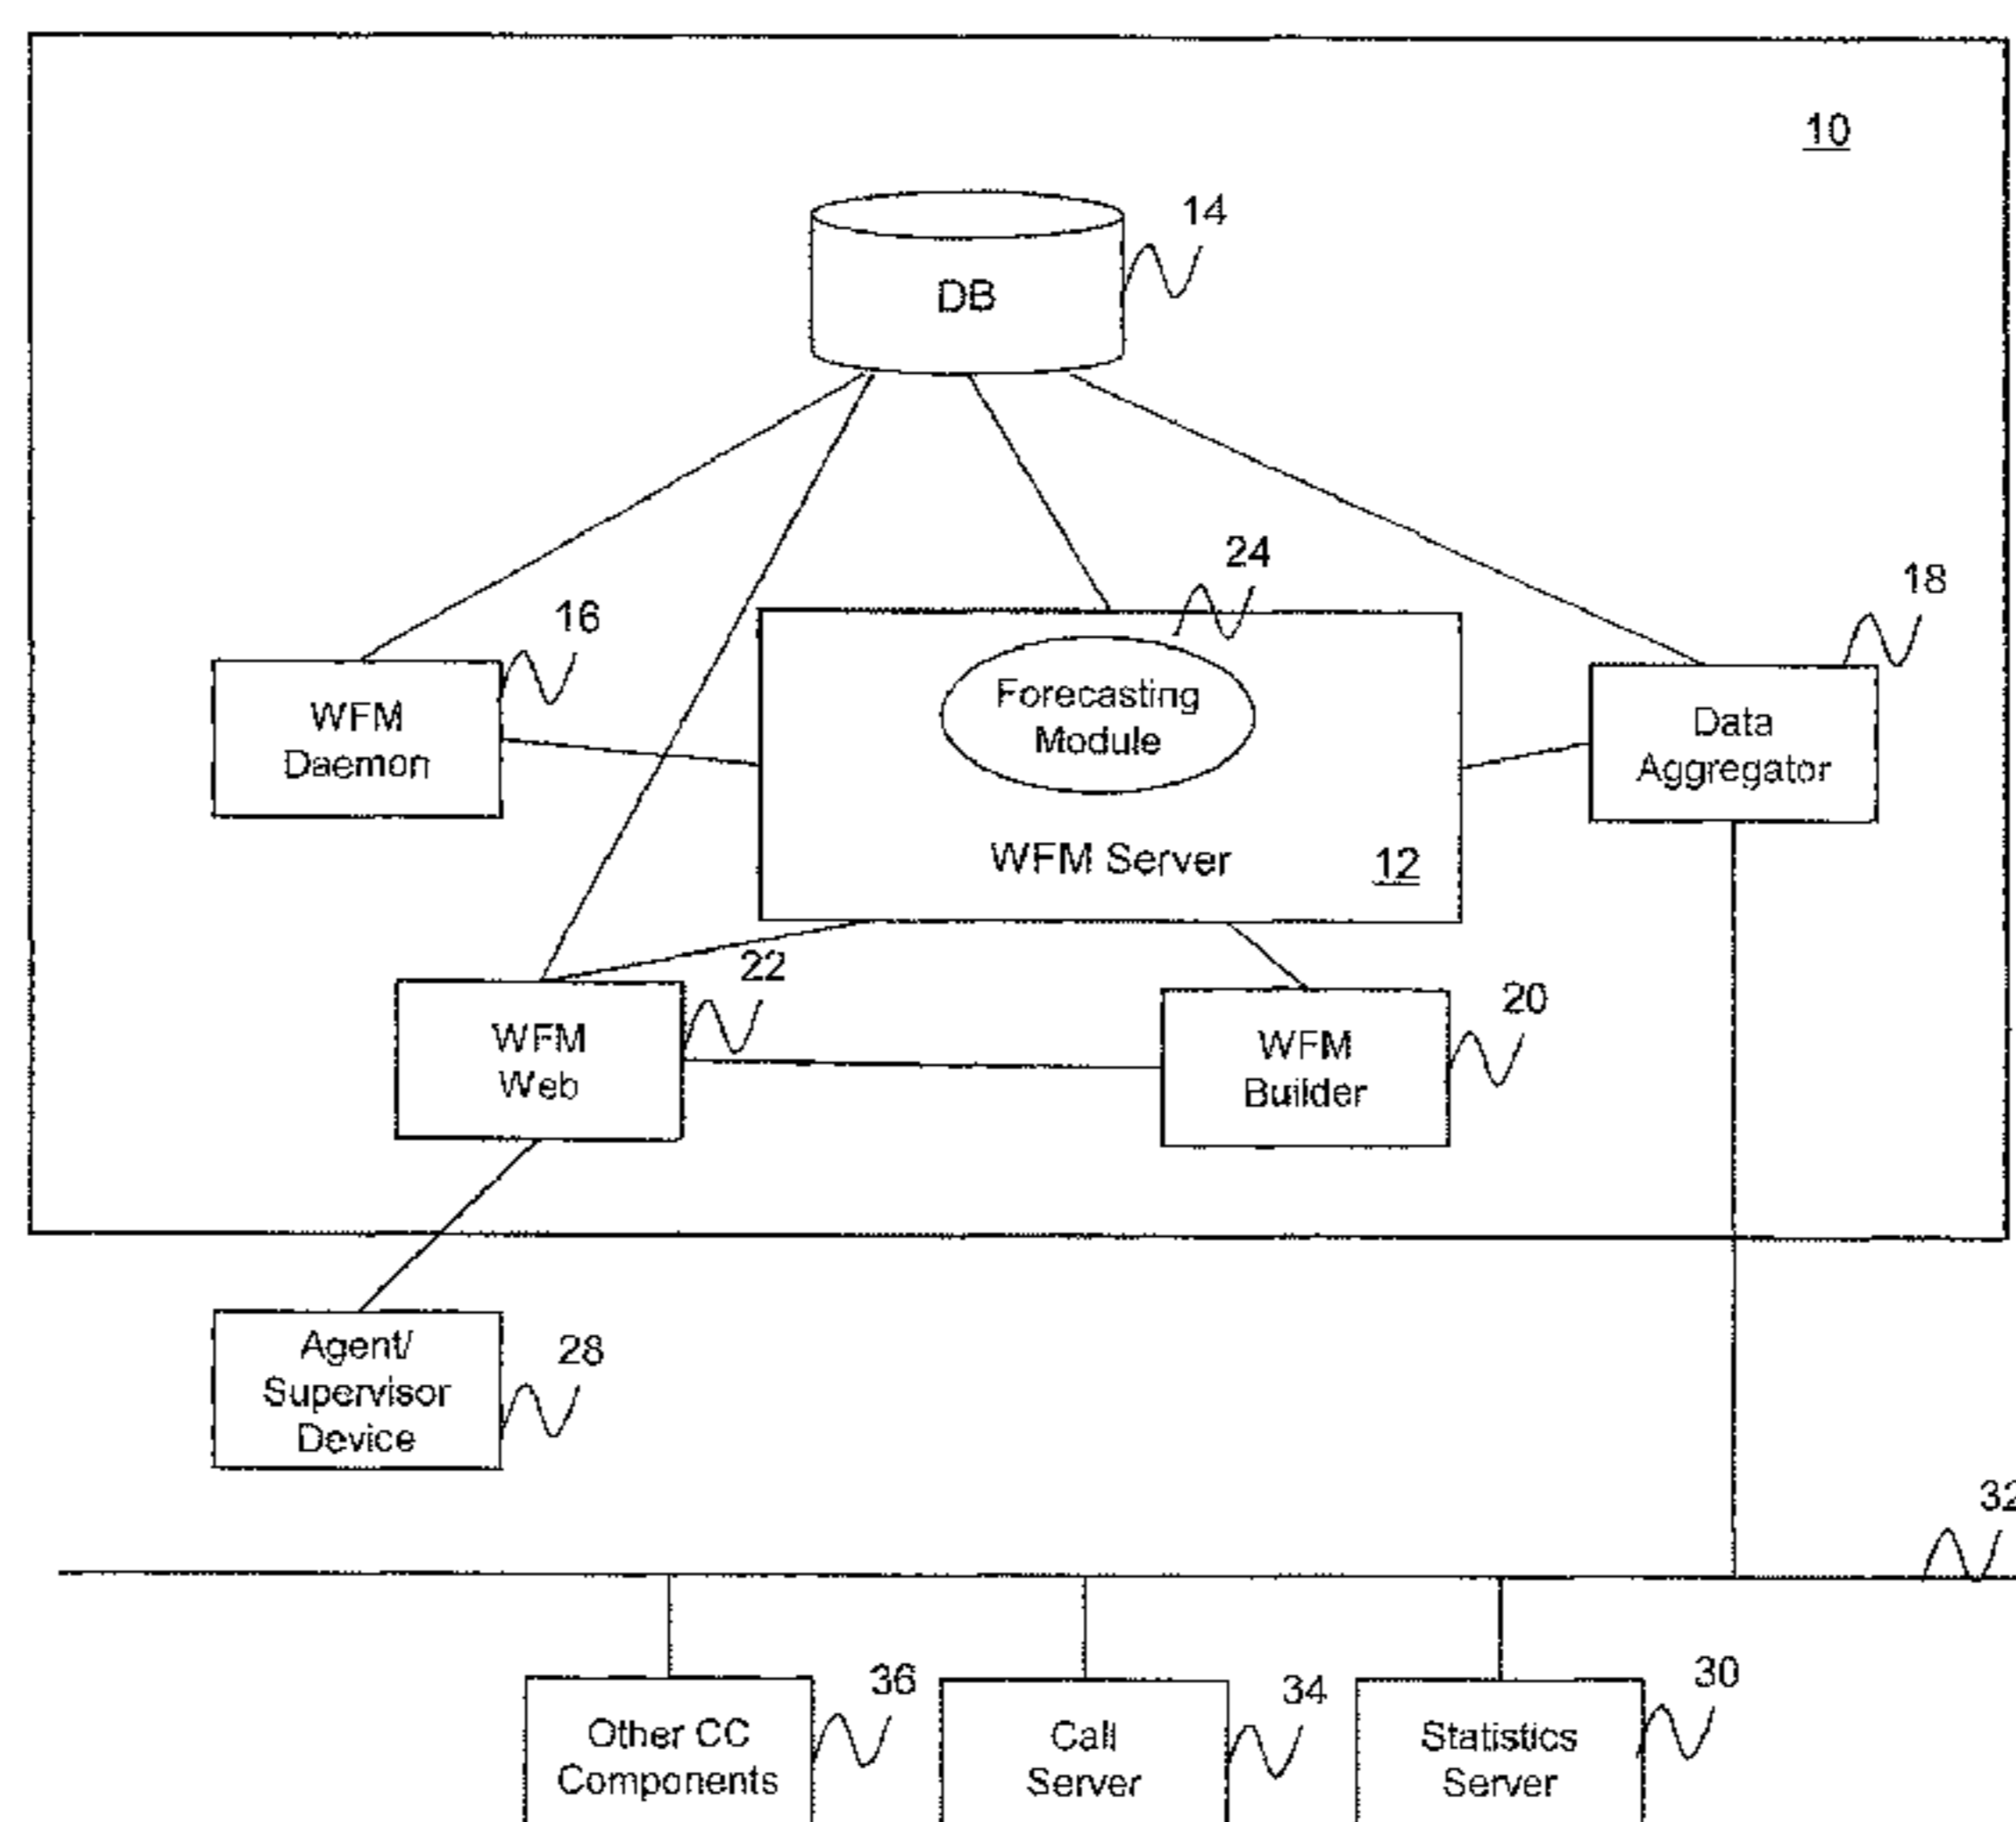 10
14
DB
24
18
16
Forecasting
Module
WFM
Daemon
Data
Aggregator
WFM Server
12
22
20
WFM
Web
WFM
Builder
Agent/
Supervisor
Device
28
32
36
34
30
Other CC
Components
Call
Server
Statistics
Server